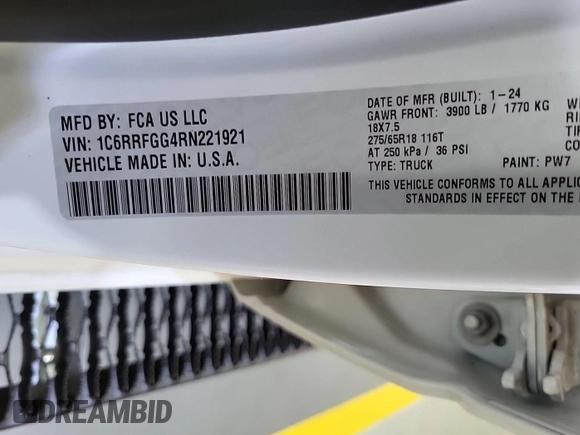 MFD BY: FCA US LLC
VIN: 1C6RRFGG4RN221921
VEHICLE MADE IN U.S.A.
DATE OF MFR (BUILT): 1-24
GAWR FRONT: 3900 LB / 1770 KG
18X7.5
275/65R18 116T
AT 250 kPa / 36 PSI
TYPE: TRUCK PAINT: PW7
THIS VEHICLE CONFORMS TO ALL APPLIC
STANDARDS IN EFFECT ON THE
DREAMBID